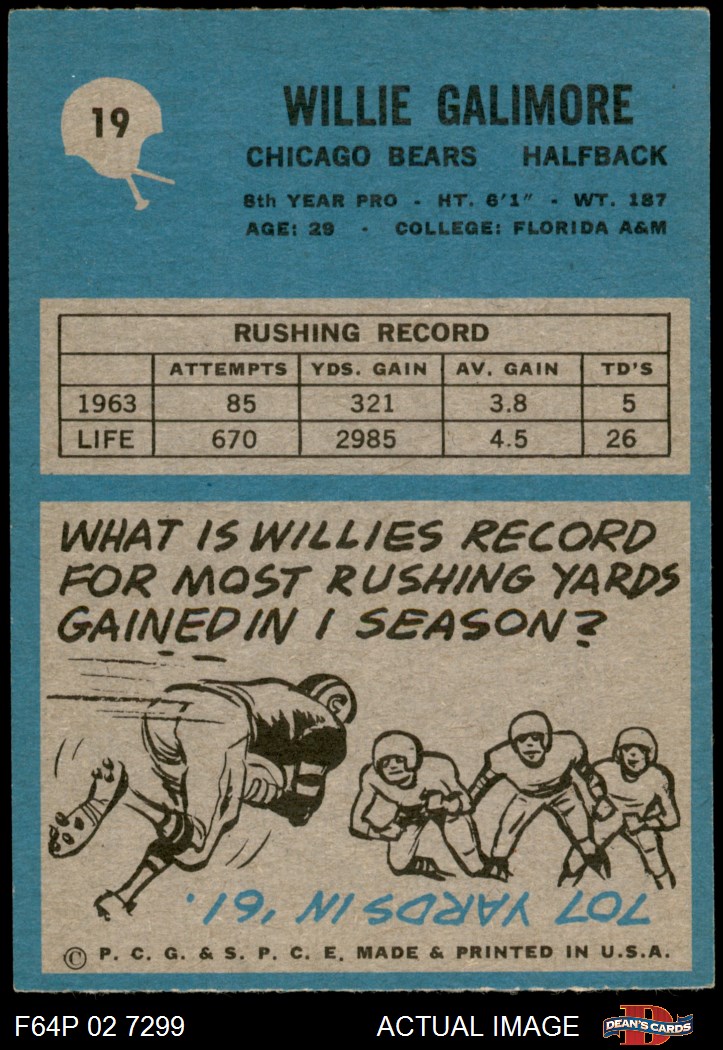 19
WILLIE GALIMORE
CHICAGO BEARS HALFBACK
8th YEAR PRO - HT. 6'1" - WT. 187
AGE: 29 - COLLEGE: FLORIDA A&M
RUSHING RECORD
ATTEMPTS YDS. GAIN AV. GAIN TD'S
1963 85 321 3.8 5
LIFE 670 2985 4.5 26
WHAT IS WILLIES RECORD
FOR MOST RUSHING YARDS
GAINED IN 1 SEASON?
707 YARDS IN '61.
© P. C. G. & S. P. C. E. MADE & PRINTED IN U.S.A.
F64P 02 7299 ACTUAL IMAGE
D
DEAN'S CARDS